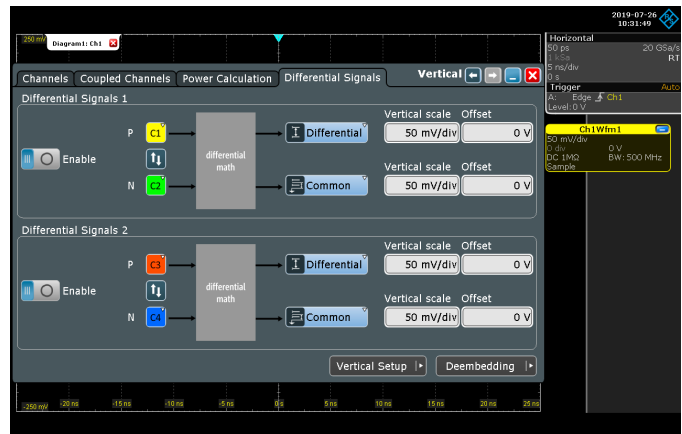 2019-07-26
10:31:49
250 mV
Diagram1: Ch1
Horizontal
50 ps 20 GSa/s
1 kSa RT
5 ns/div
0 s
Trigger Auto
A: Edge Ch1
Level: 0 V
Ch1Wfm1
50 mV/div
0 div 0 V
DC 1MΩ BW: 500 MHz
Sample
Channels Coupled Channels Power Calculation Differential Signals Vertical
Differential Signals 1
Vertical scale Offset
P C1 Differential 50 mV/div 0 V
Enable
differential
math
Vertical scale Offset
N C2 Common 50 mV/div 0 V
Differential Signals 2
Vertical scale Offset
P C3 Differential 50 mV/div 0 V
Enable
differential
math
Vertical scale Offset
N C4 Common 50 mV/div 0 V
Vertical Setup Deembedding
-250 mV -20 ns -15 ns -10 ns -5 ns 0 s 5 ns 10 ns 15 ns 20 ns 25 ns